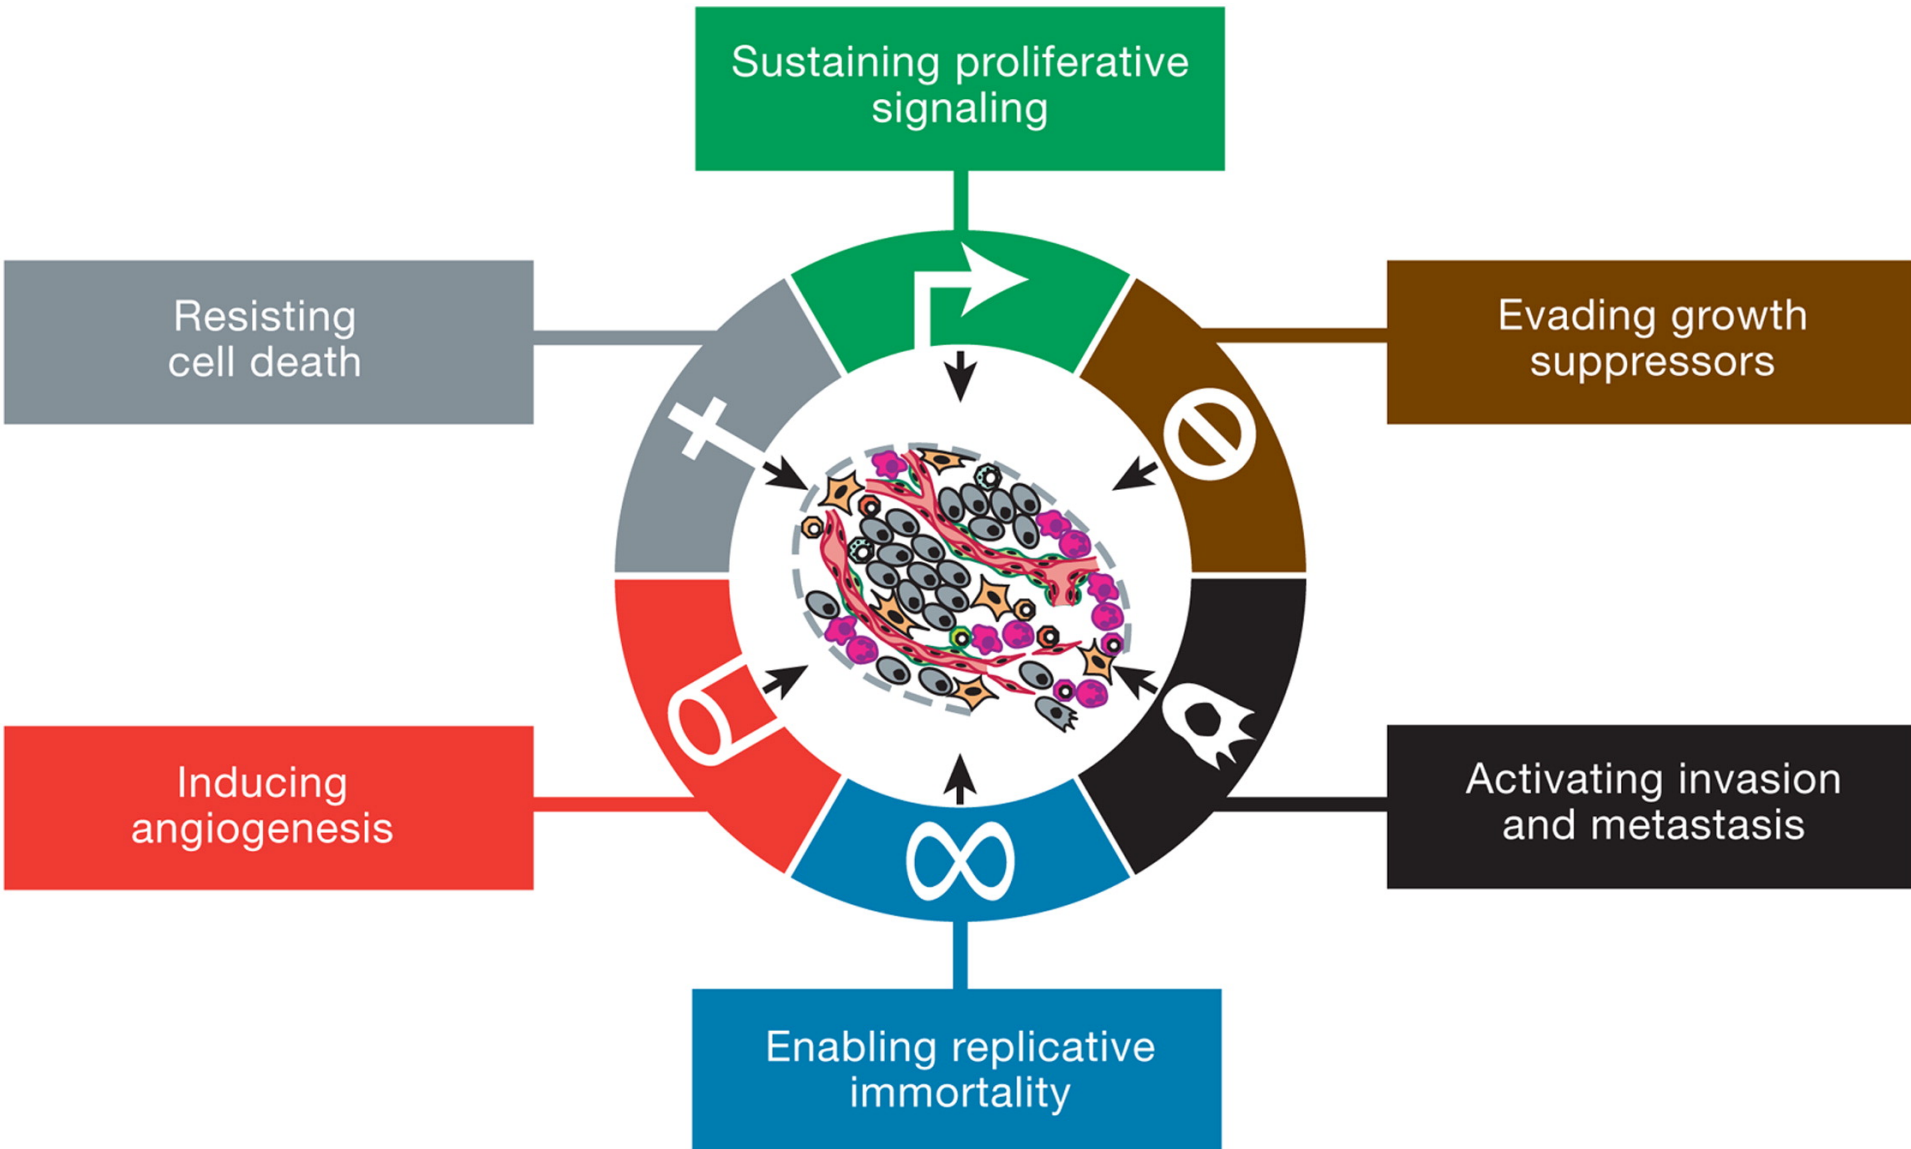 Sustaining proliferative
signaling
Resisting
cell death
Evading growth
suppressors
Inducing
angiogenesis
Activating invasion
and metastasis
Enabling replicative
immortality